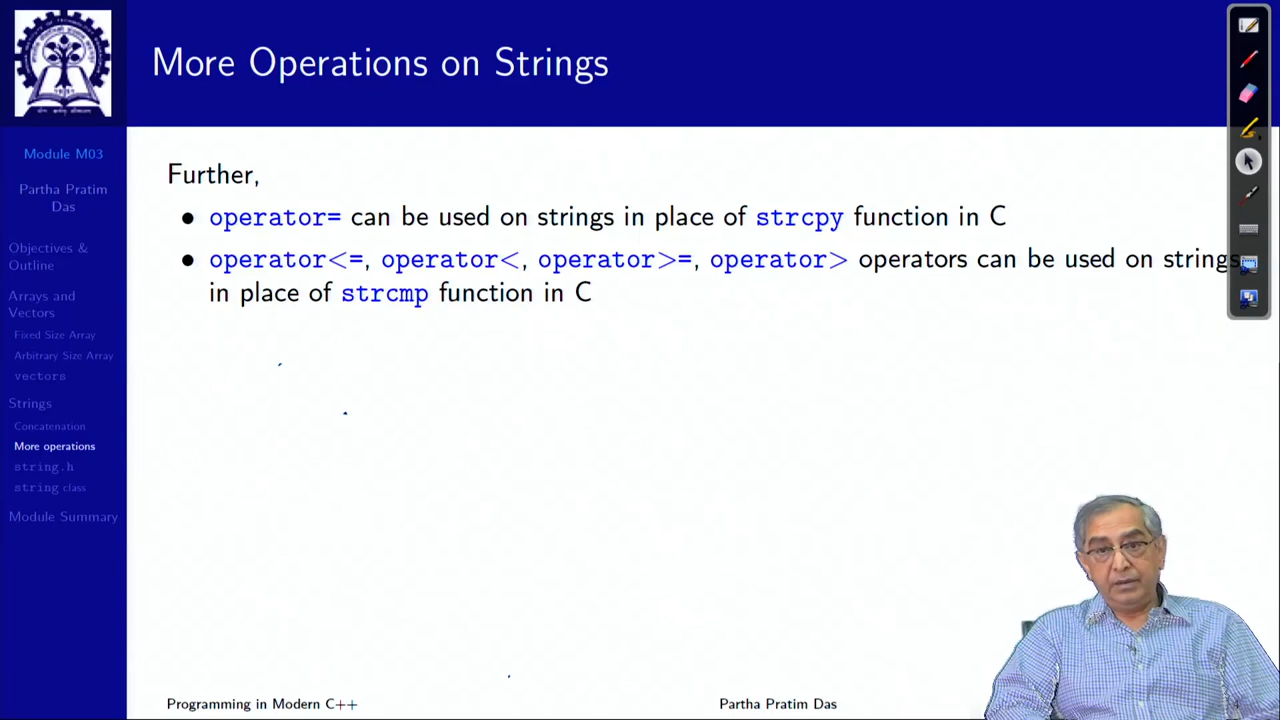 More Operations on Strings
Module M03
Partha Pratim
Das
Objectives &
Outline
Arrays and
Vectors
Fixed Size Array
Arbitrary Size Array
vectors
Strings
Concatenation
More operations
string.h
string class
Module Summary
Further,
• operator= can be used on strings in place of strcpy function in C
• operator<=, operator<, operator>=, operator> operators can be used on strings
in place of strcmp function in C
Programming in Modern C++
Partha Pratim Das